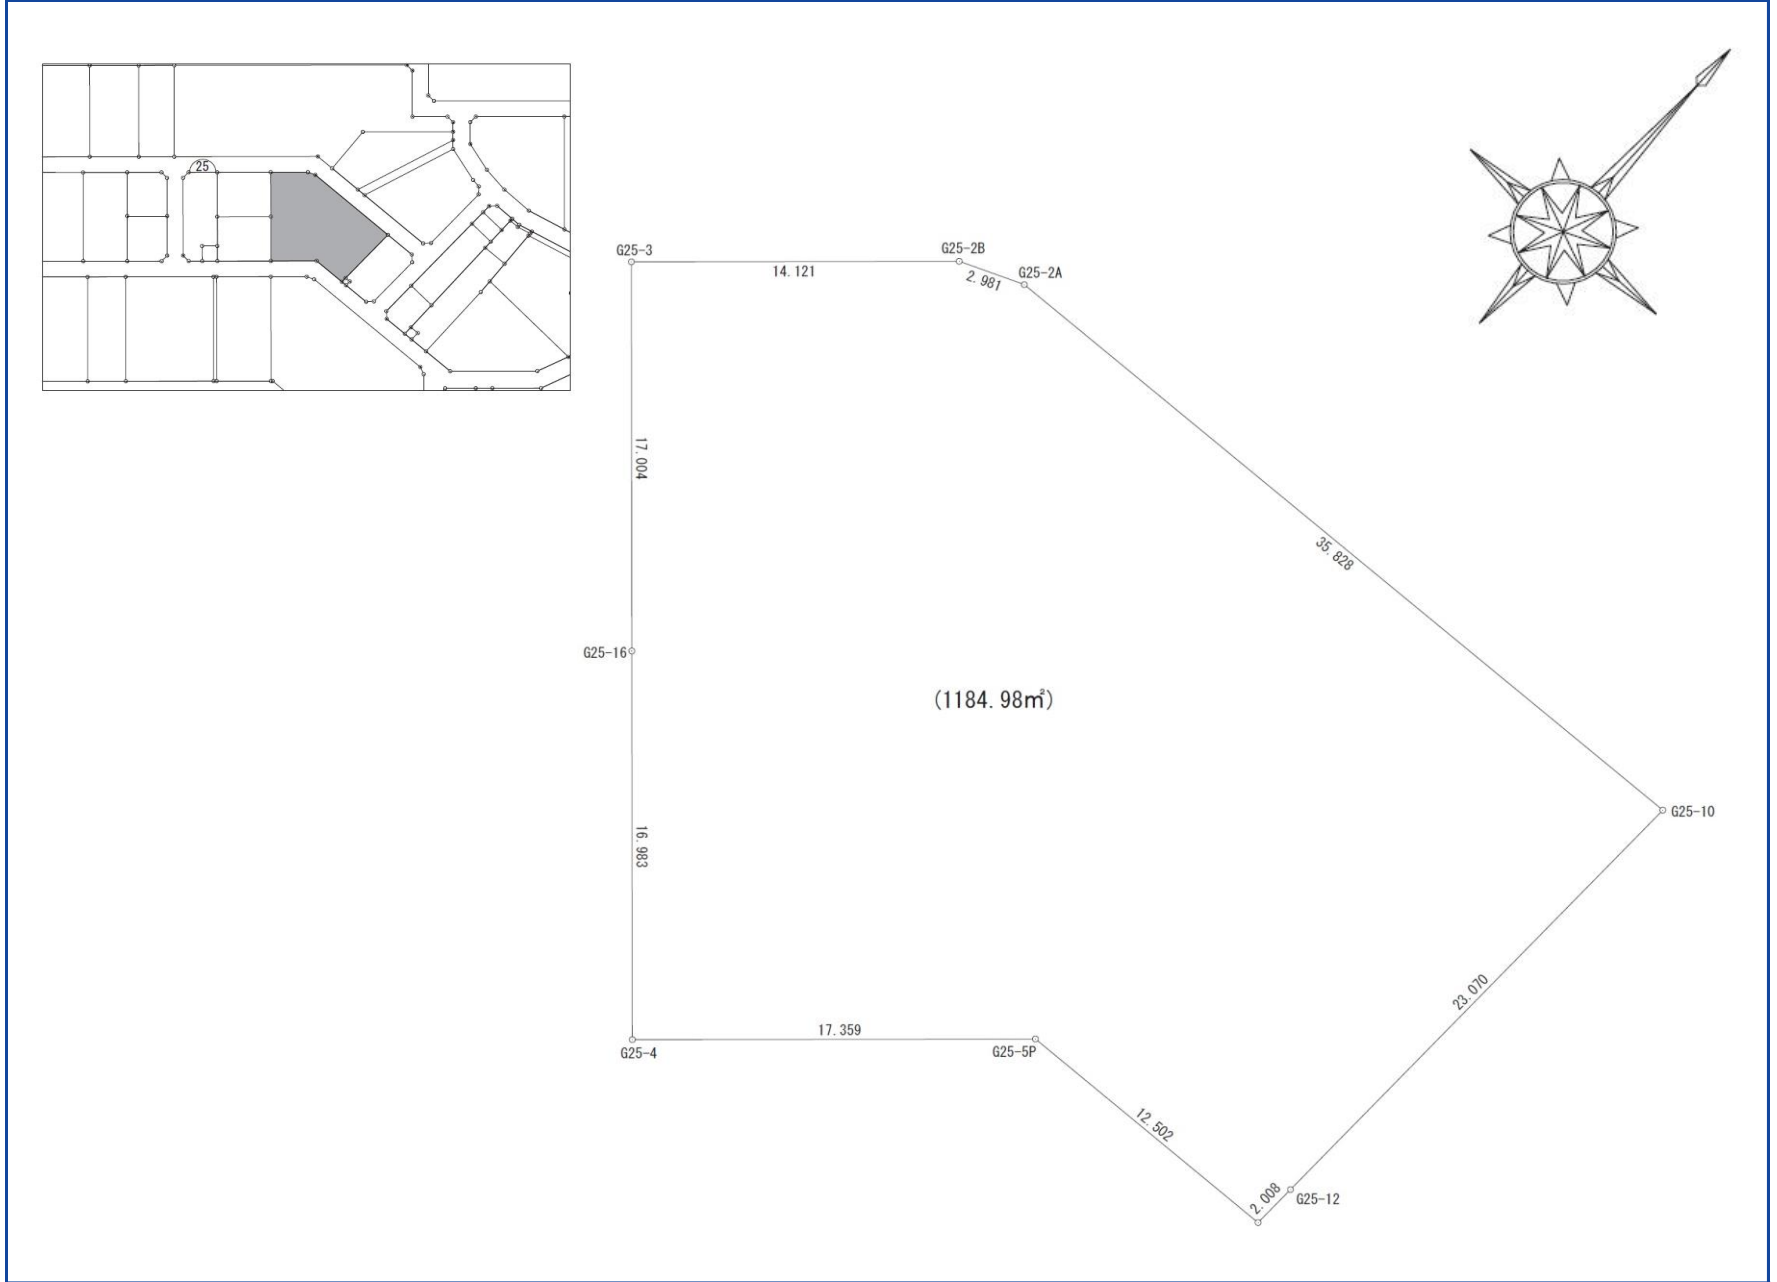 25
G25-3
14.121
G25-2B
2.981
G25-2A
17.004
35.828
G25-16
(1184.98㎡)
G25-10
16.983
23.070
17.359
G25-4
G25-5P
12.502
2.008
G25-12